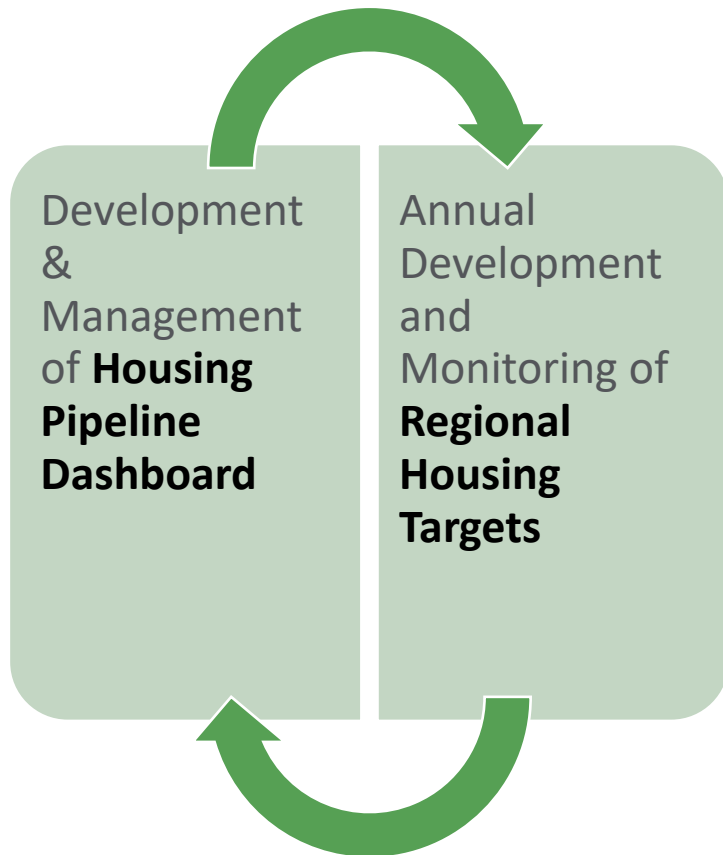 Development
&
Management
of Housing
Pipeline
Dashboard
Annual
Development
and
Monitoring of
Regional
Housing
Targets